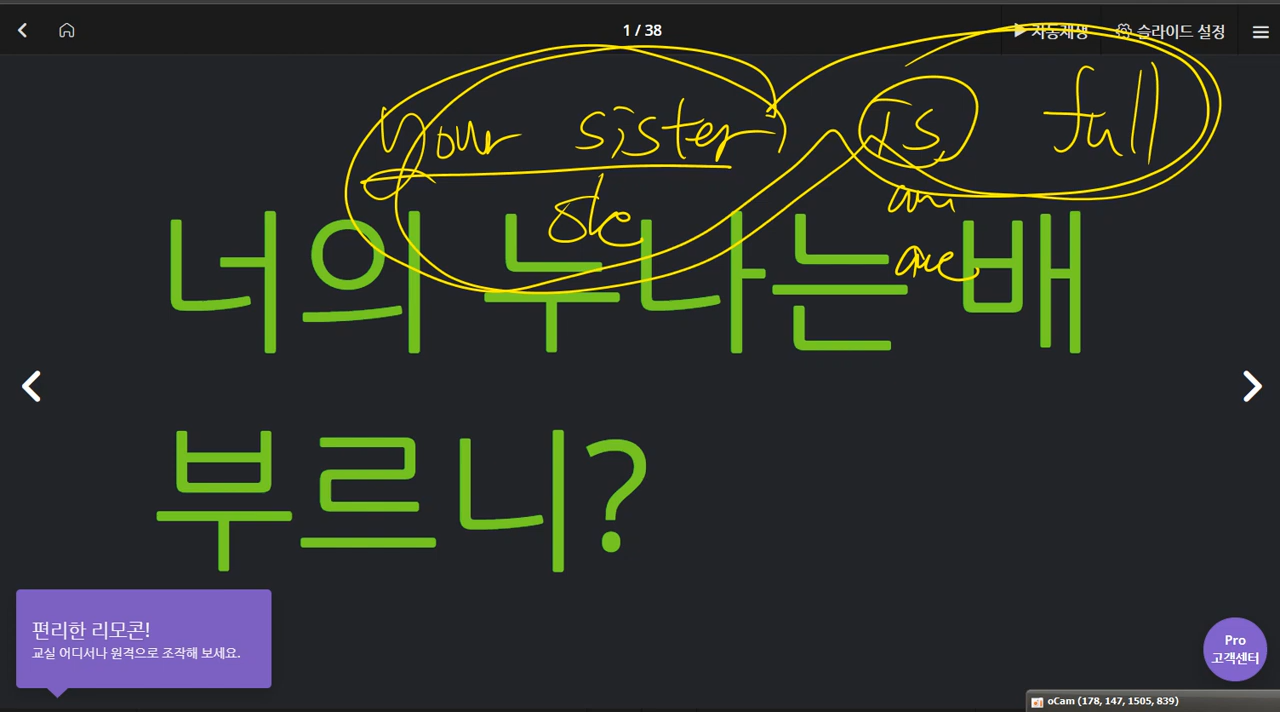 1 / 38
자동재생
슬라이드 설정
your sister is full
she
am
are
너의 누나는 배
부르니?
편리한 리모콘!
교실 어디서나 원격으로 조작해 보세요.
Pro
고객센터
oCam (178, 147, 1505, 839)